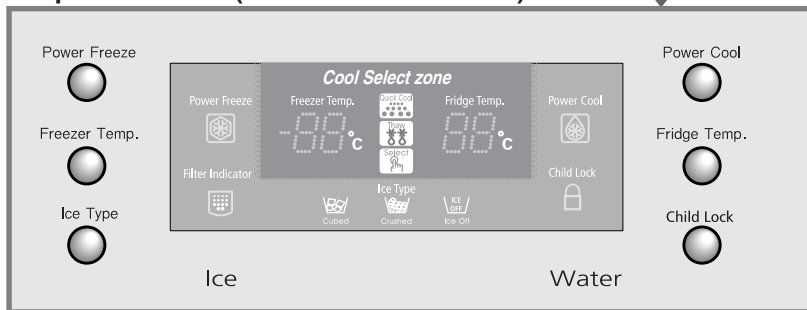 Power Freeze
Power Cool
Cool Select zone
Power Freeze
Freezer Temp.
Quick Cool
Fridge Temp.
Power Cool
-88°c
Thaw
88°c
Freezer Temp.
Fridge Temp.
Select
Filter Indicator
Child Lock
Ice Type
Ice Type
Child Lock
ICE OFF
Cubed
Crushed
Ice Off
Ice
Water